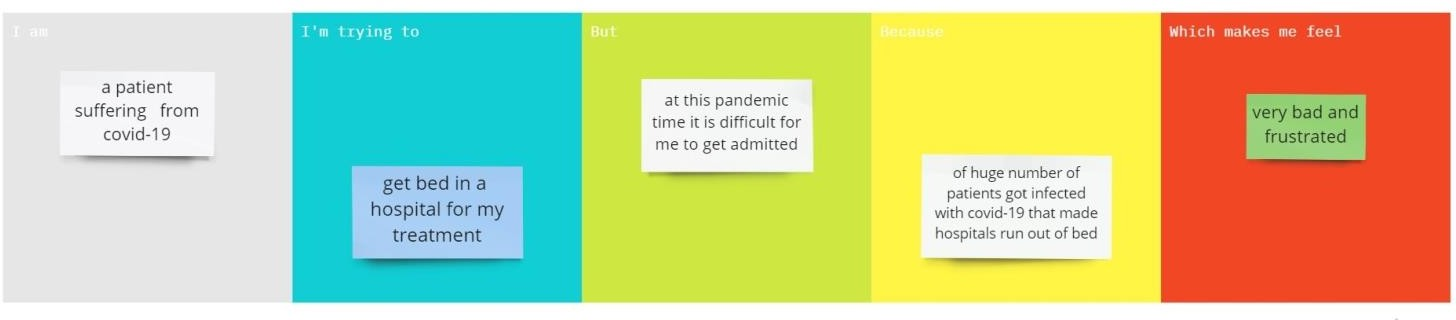 I am
a patient
suffering from
covid-19
I'm trying to
get bed in a
hospital for my
treatment
But
at this pandemic
time it is difficult for
me to get admitted
Because
of huge number of
patients got infected
with covid-19 that made
hospitals run out of bed
Which makes me feel
very bad and
frustrated